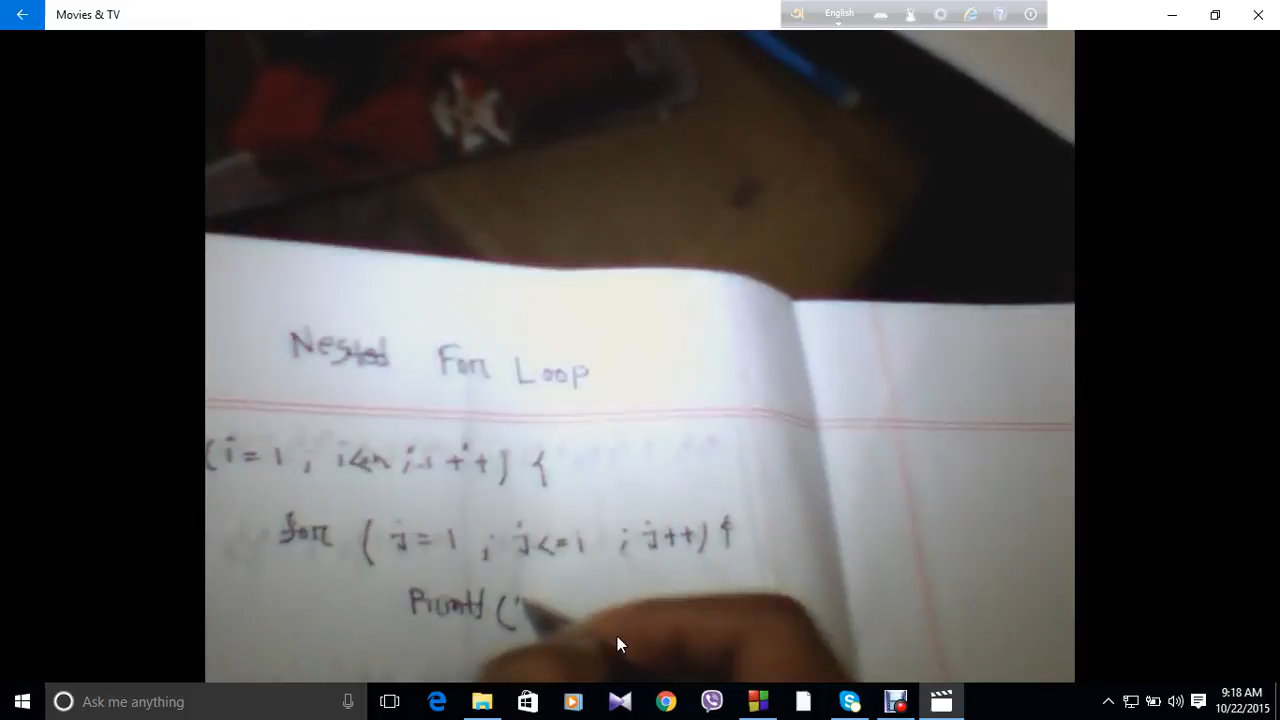 Movies & TV
English
Nested For Loop
(i=1 ; i<=n ; i++) {
for ( j=1 ; j<=i ; j++) {
Printf ("
Ask me anything
9:18 AM
10/22/2015